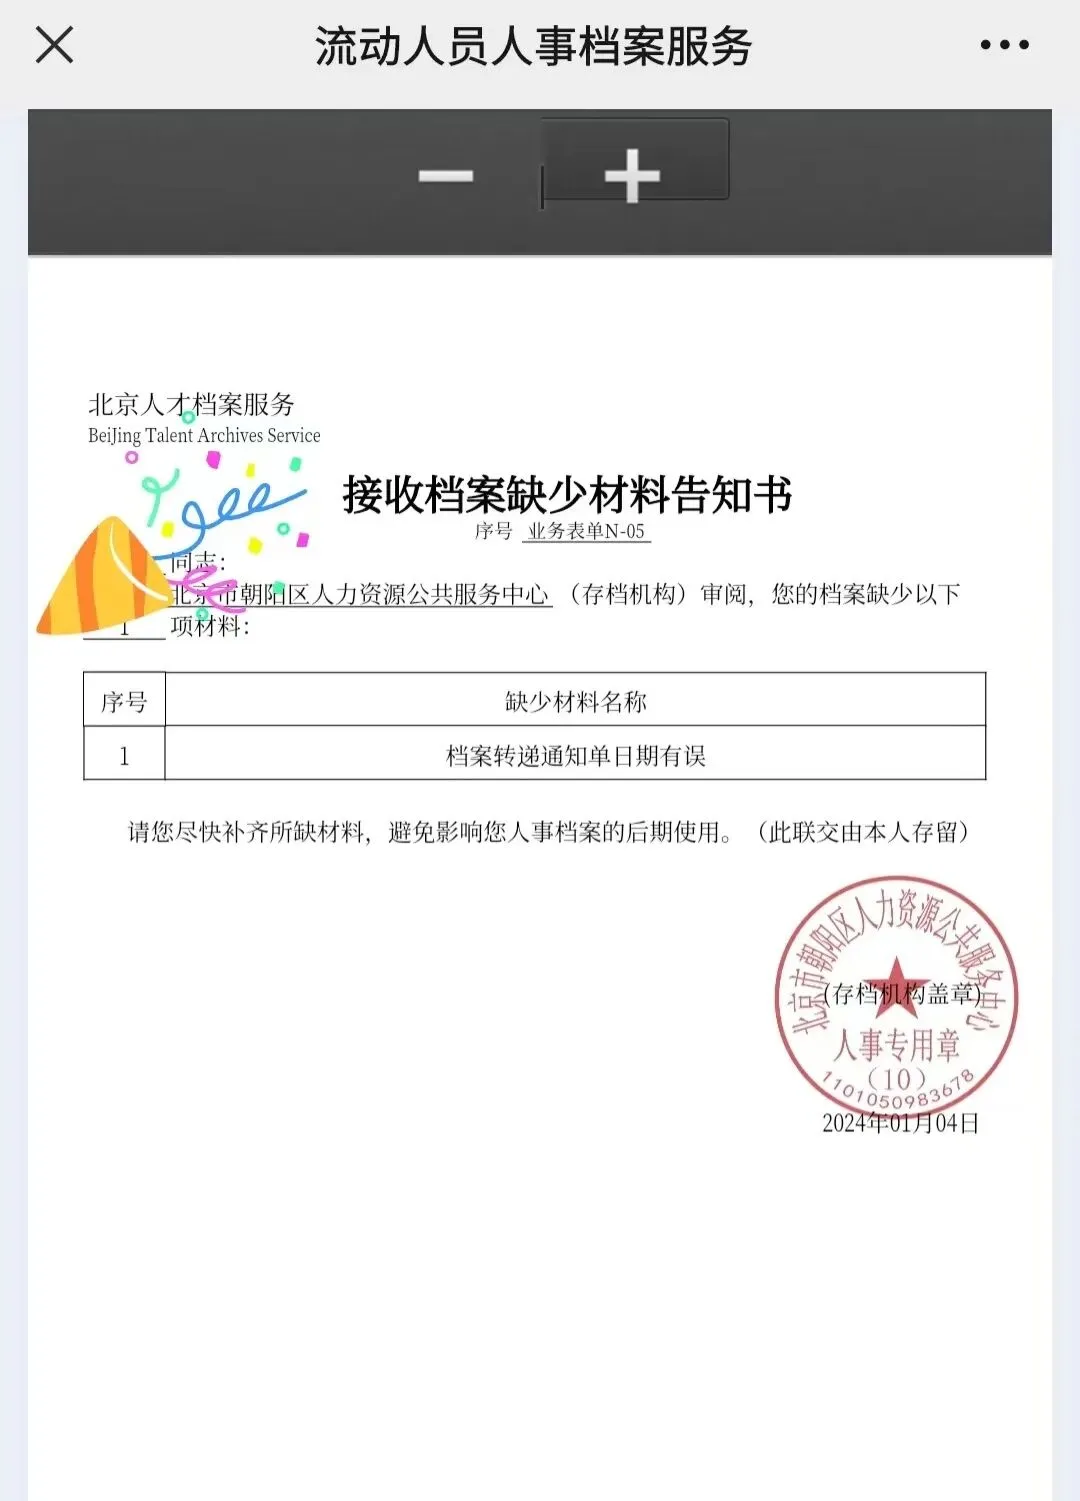 流动人员人事档案服务
北京人才档案服务
BeiJing Talent Archives Service
接收档案缺少材料告知书
序号 业务表单N-05
同志：
北京市朝阳区人力资源公共服务中心 （存档机构）审阅，您的档案缺少以下
1 项材料：
序号 缺少材料名称
1 档案转递通知单日期有误
请您尽快补齐所缺材料，避免影响您人事档案的后期使用。（此联交由本人存留）
北京市朝阳区人力资源公共服务中心
(存档机构盖章)
人事专用章
（10）
1101050983678
2024年01月04日